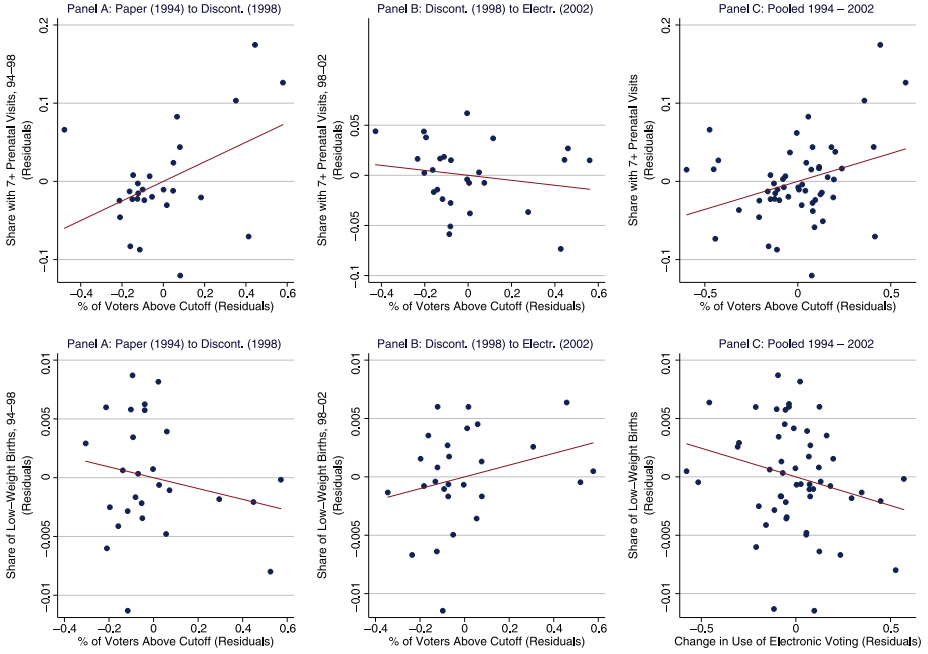 Panel A: Paper (1994) to Discont. (1998)
Share with 7+ Prenatal Visits, 94–98
(Residuals)
0.2
0.1
0
−0.1
−0.4 −0.2 0 0.2 0.4 0.6
% of Voters Above Cutoff (Residuals)
Panel B: Discont. (1998) to Electr. (2002)
Share with 7+ Prenatal Visits, 98–02
(Residuals)
0.05
0
−0.05
−0.1
−0.4 −0.2 0 0.2 0.4 0.6
% of Voters Above Cutoff (Residuals)
Panel C: Pooled 1994 – 2002
Share with 7+ Prenatal Visits
(Residuals)
0.2
0.1
0
−0.1
−0.5 0 0.5
% of Voters Above Cutoff (Residuals)
Panel A: Paper (1994) to Discont. (1998)
Share of Low–Weight Births, 94–98
(Residuals)
0.01
0.005
0
−0.005
−0.01
−0.4 −0.2 0 0.2 0.4 0.6
% of Voters Above Cutoff (Residuals)
Panel B: Discont. (1998) to Electr. (2002)
Share of Low–Weight Births, 98–02
(Residuals)
0.01
0.005
0
−0.005
−0.01
−0.4 −0.2 0 0.2 0.4 0.6
% of Voters Above Cutoff (Residuals)
Panel C: Pooled 1994 – 2002
Share of Low–Weight Births
(Residuals)
0.01
0.005
0
−0.005
−0.01
−0.5 0 0.5
Change in Use of Electronic Voting (Residuals)